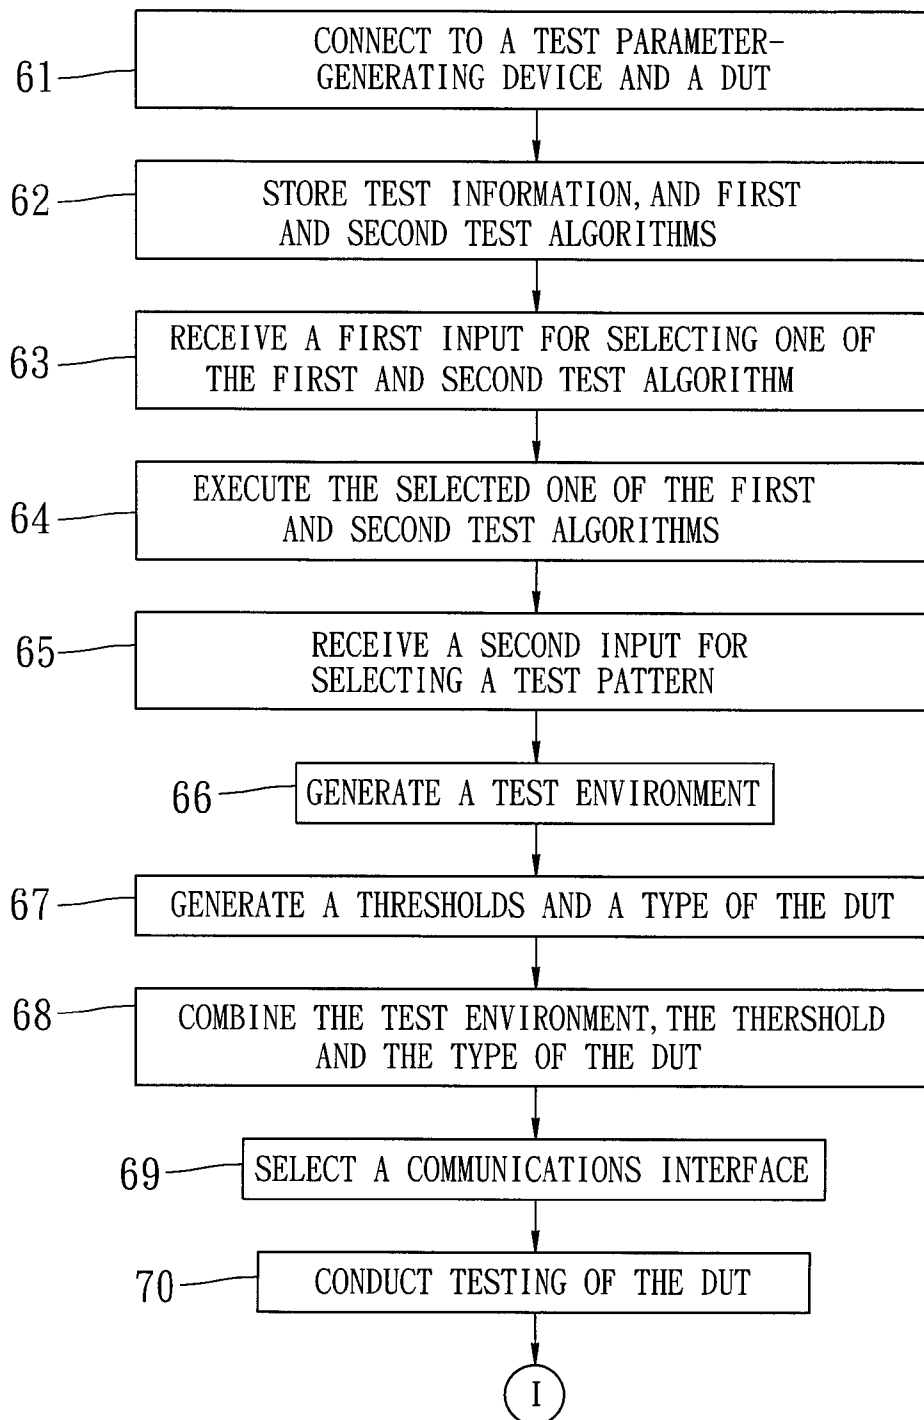 61
CONNECT TO A TEST PARAMETER-
GENERATING DEVICE AND A DUT
62
STORE TEST INFORMATION, AND FIRST
AND SECOND TEST ALGORITHMS
63
RECEIVE A FIRST INPUT FOR SELECTING ONE OF
THE FIRST AND SECOND TEST ALGORITHM
64
EXECUTE THE SELECTED ONE OF THE FIRST
AND SECOND TEST ALGORITHMS
65
RECEIVE A SECOND INPUT FOR
SELECTING A TEST PATTERN
66
GENERATE A TEST ENVIRONMENT
67
GENERATE A THRESHOLDS AND A TYPE OF THE DUT
68
COMBINE THE TEST ENVIRONMENT, THE THERSHOLD
AND THE TYPE OF THE DUT
69
SELECT A COMMUNICATIONS INTERFACE
70
CONDUCT TESTING OF THE DUT
I